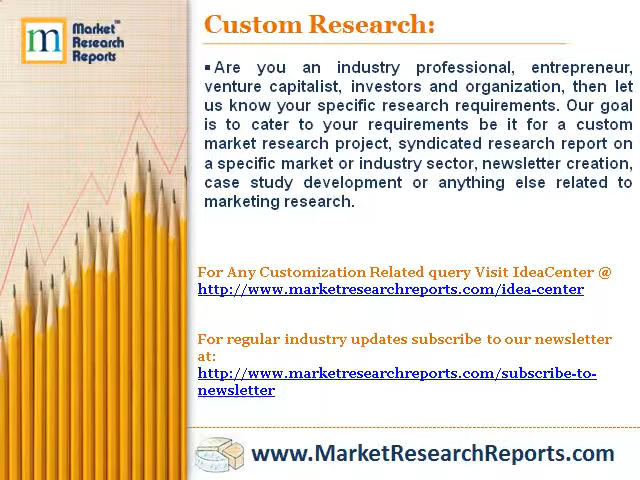 m
Market™
Research
Reports
Custom Research:
▪Are you an industry professional, entrepreneur,
venture capitalist, investors and organization, then let
us know your specific research requirements. Our goal
is to cater to your requirements be it for a custom
market research project, syndicated research report on
a specific market or industry sector, newsletter creation,
case study development or anything else related to
marketing research.
For Any Customization Related query Visit IdeaCenter @
http://www.marketresearchreports.com/idea-center
For regular industry updates subscribe to our newsletter
at:
http://www.marketresearchreports.com/subscribe-to-
newsletter
www.MarketResearchReports.com